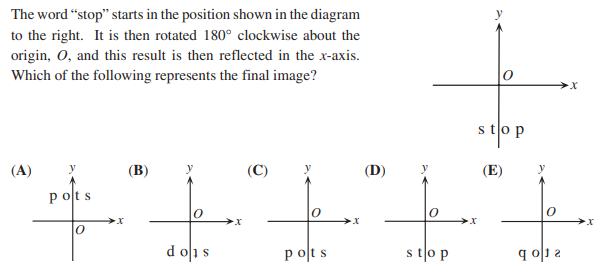 The word “stop” starts in the position shown in the diagram
to the right. It is then rotated 180° clockwise about the
origin, O, and this result is then reflected in the x-axis.
Which of the following represents the final image?
y
O
x
s t o p
(A)
y
p o t s
x
O
(B)
y
O
x
d o ʇ s
(C)
y
O
x
p o t s
(D)
y
O
x
s t o p
(E)
y
O
x
q o ƚ ƨ